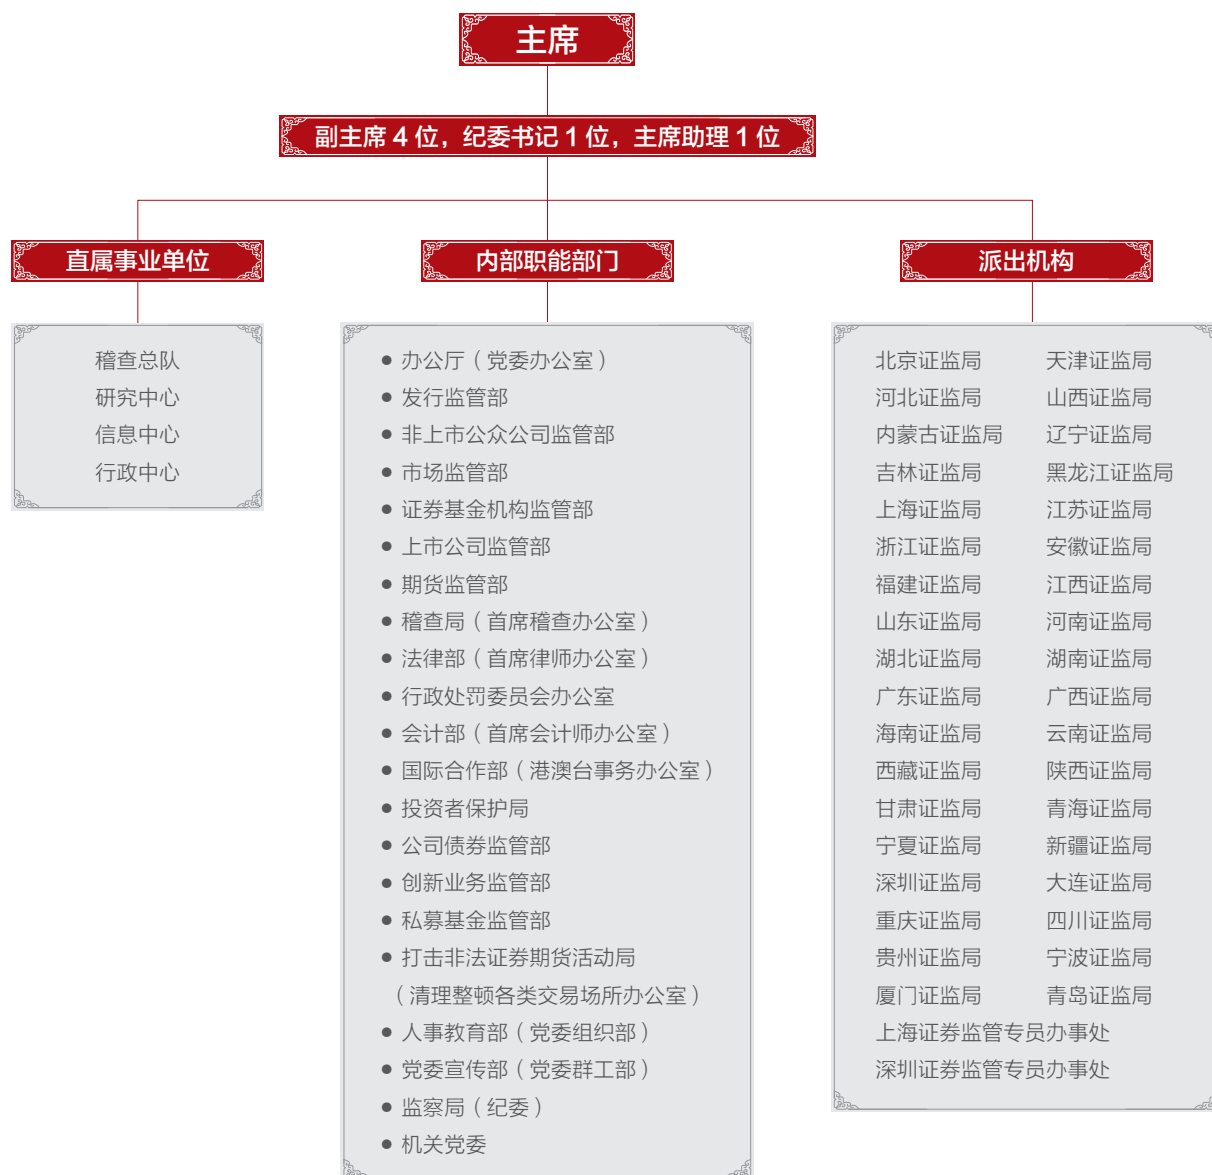 主席
副主席 4 位，纪委书记 1 位，主席助理 1 位
直属事业单位
稽查总队
研究中心
信息中心
行政中心
内部职能部门
● 办公厅（党委办公室）
● 发行监管部
● 非上市公众公司监管部
● 市场监管部
● 证券基金机构监管部
● 上市公司监管部
● 期货监管部
● 稽查局（首席稽查办公室）
● 法律部（首席律师办公室）
● 行政处罚委员会办公室
● 会计部（首席会计师办公室）
● 国际合作部（港澳台事务办公室）
● 投资者保护局
● 公司债券监管部
● 创新业务监管部
● 私募基金监管部
● 打击非法证券期货活动局
（清理整顿各类交易场所办公室）
● 人事教育部（党委组织部）
● 党委宣传部（党委群工部）
● 监察局（纪委）
● 机关党委
派出机构
北京证监局 天津证监局
河北证监局 山西证监局
内蒙古证监局 辽宁证监局
吉林证监局 黑龙江证监局
上海证监局 江苏证监局
浙江证监局 安徽证监局
福建证监局 江西证监局
山东证监局 河南证监局
湖北证监局 湖南证监局
广东证监局 广西证监局
海南证监局 云南证监局
西藏证监局 陕西证监局
甘肃证监局 青海证监局
宁夏证监局 新疆证监局
深圳证监局 大连证监局
重庆证监局 四川证监局
贵州证监局 宁波证监局
厦门证监局 青岛证监局
上海证券监管专员办事处
深圳证券监管专员办事处